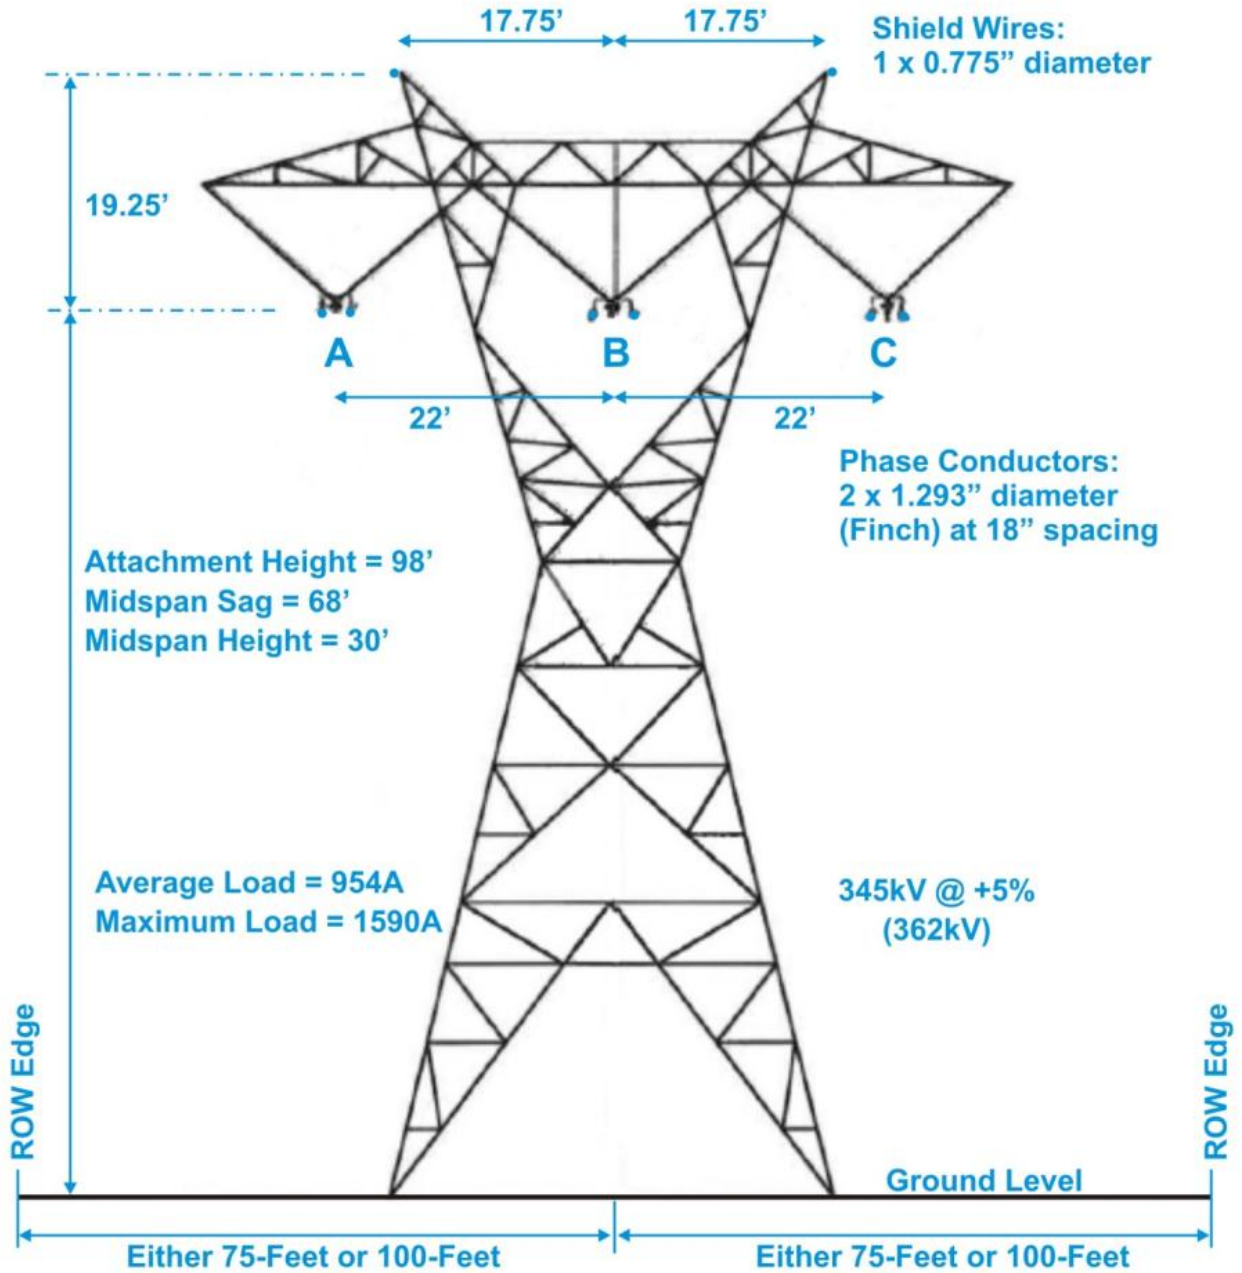 17.75’ 17.75’
Shield Wires:
1 x 0.775” diameter
19.25’
A B C
22’ 22’
Phase Conductors:
2 x 1.293” diameter
(Finch) at 18” spacing
Attachment Height = 98’
Midspan Sag = 68’
Midspan Height = 30’
Average Load = 954A
Maximum Load = 1590A
345kV @ +5%
(362kV)
ROW Edge
ROW Edge
Ground Level
Either 75-Feet or 100-Feet
Either 75-Feet or 100-Feet